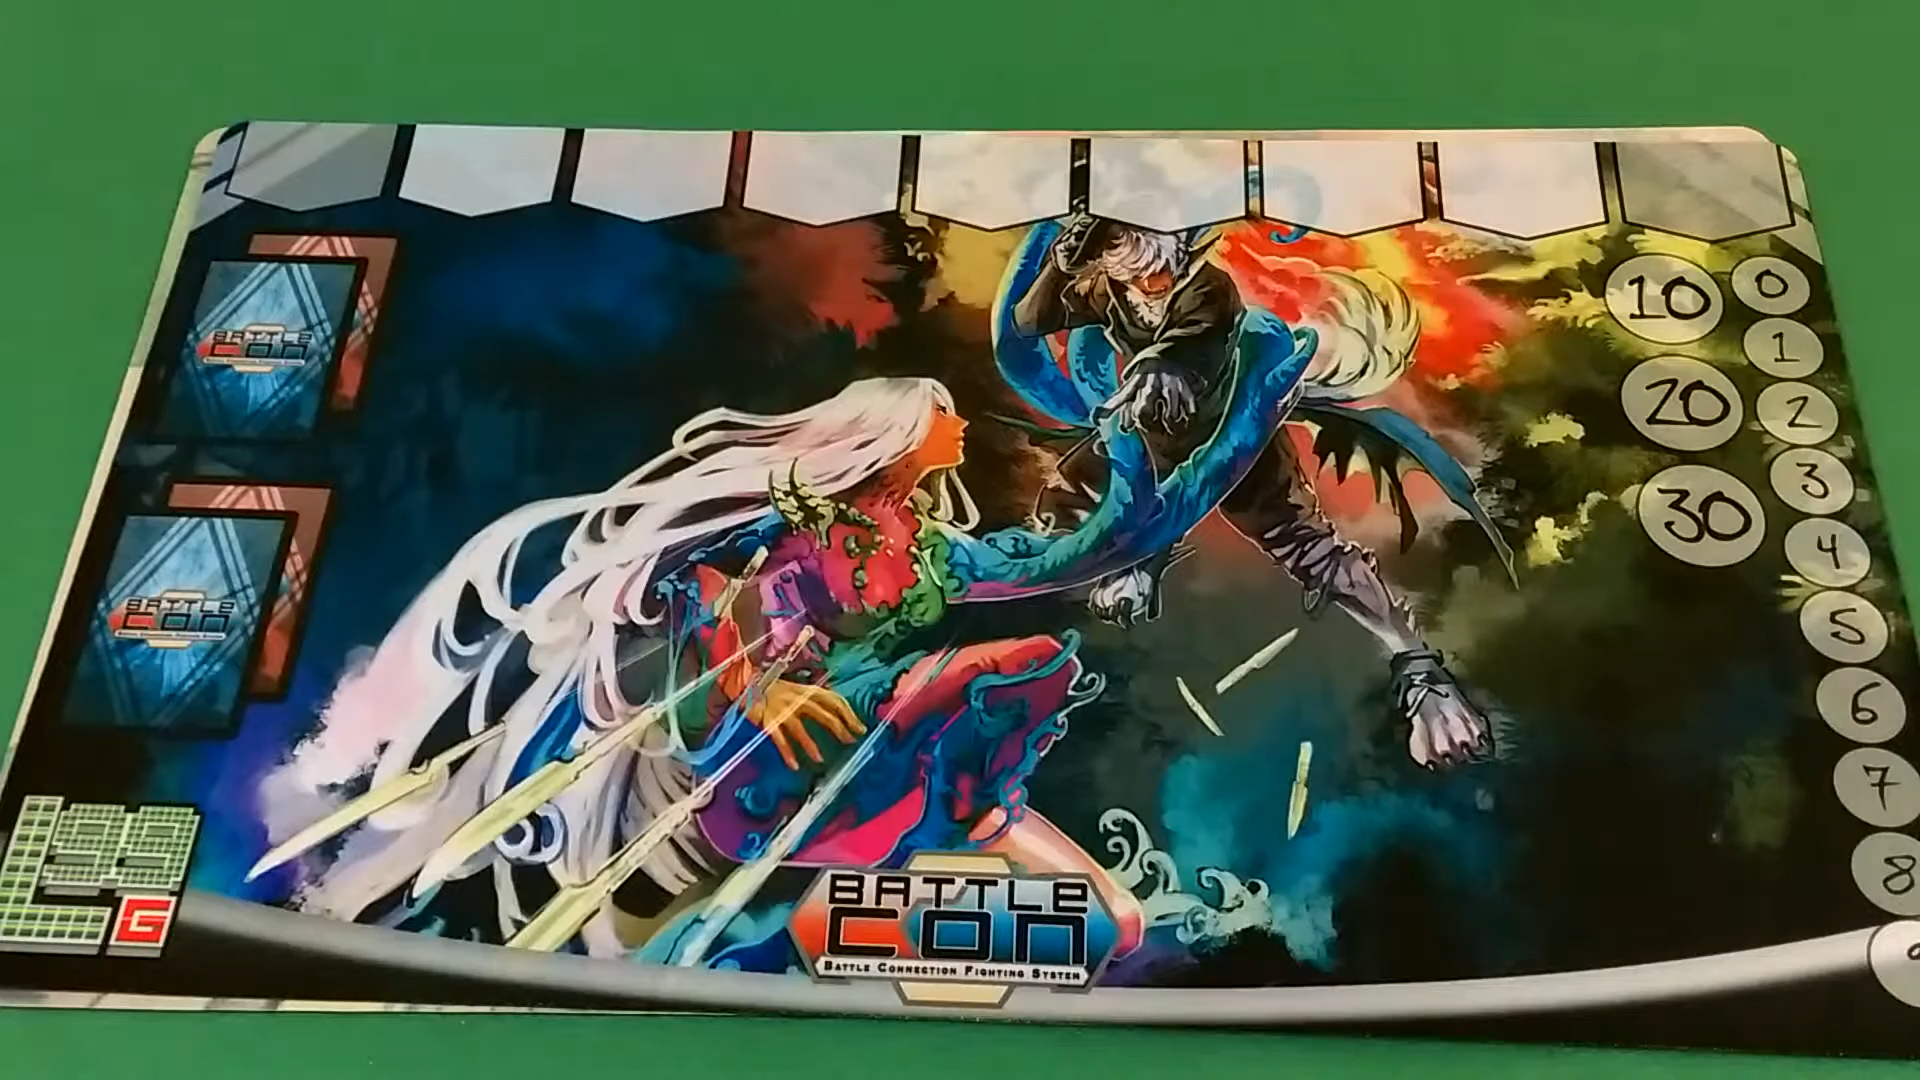 BATTLE
CON
BATTLE
CON
10
20
30
0
1
2
3
4
5
6
7
8
L99
G
BATTLE
CON
BATTLE CONNECTION FIGHTING SYSTEM